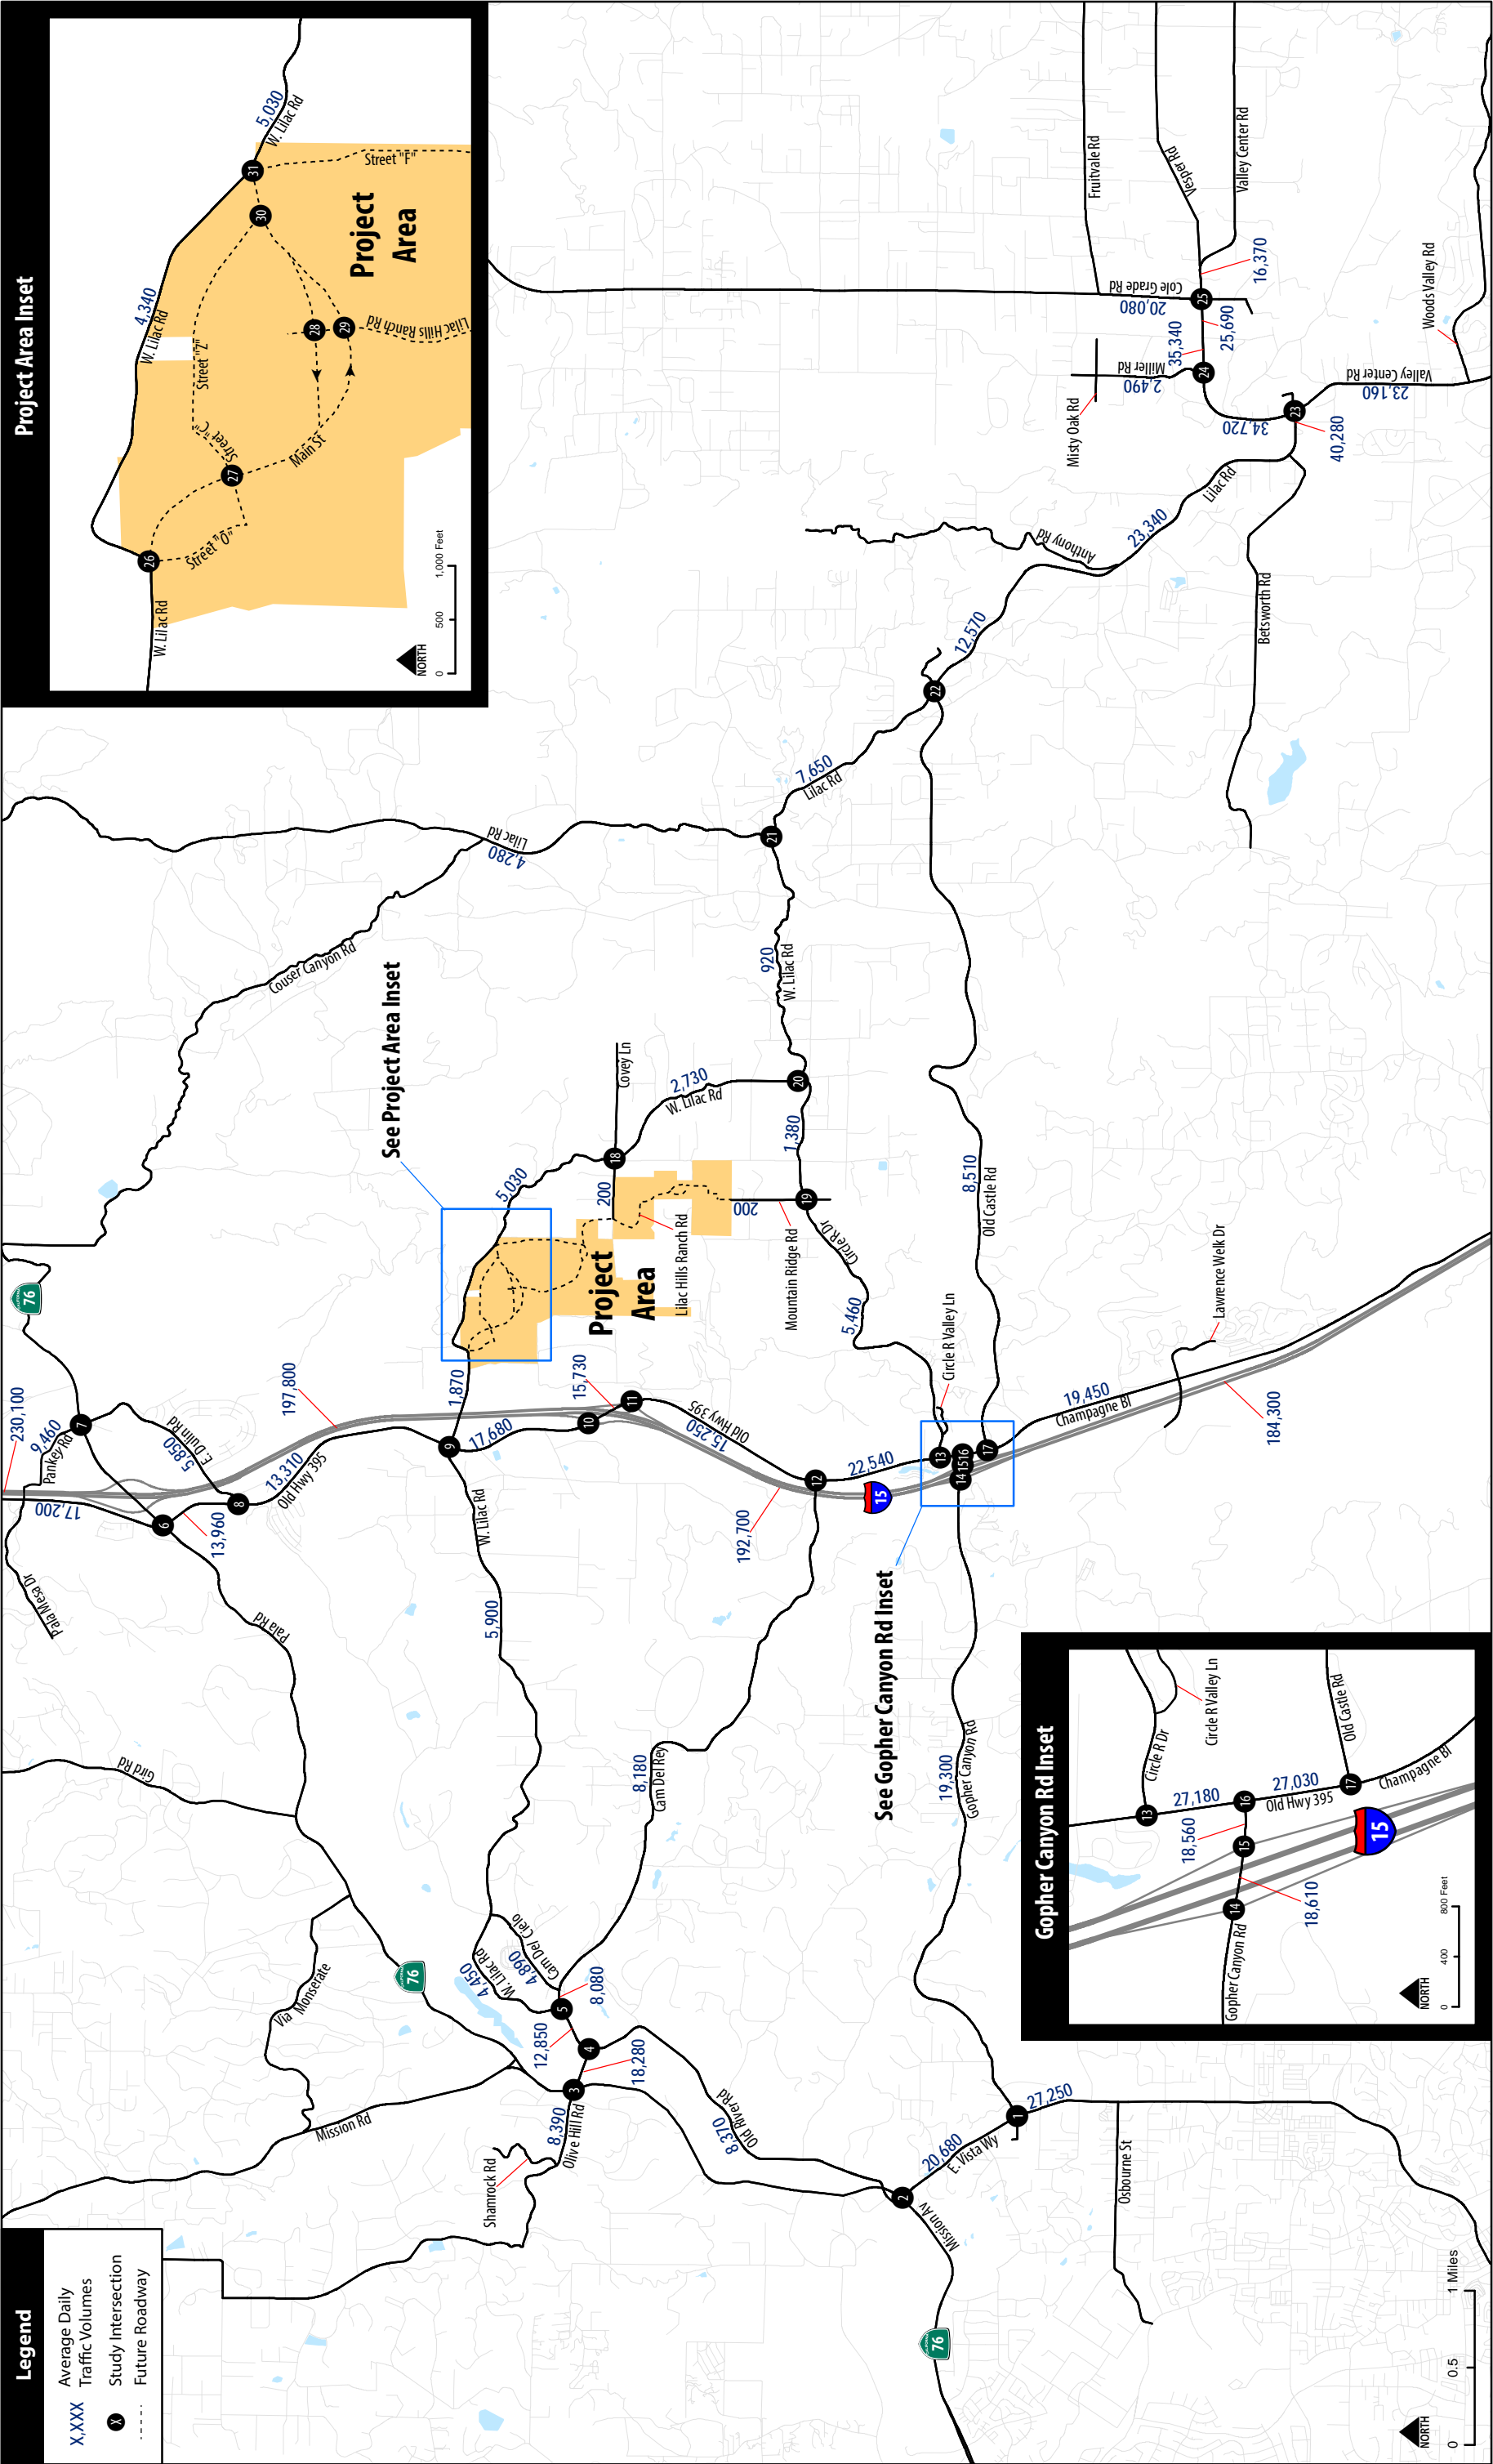 Legend
X,XXX
Average Daily
Traffic Volumes
X
Study Intersection
Future Roadway
Project Area Inset
W. Lilac Rd
26
Street "O"
27
Street "C"
Street "Z"
Main St
4,340
W. Lilac Rd
28
29
Lilac Hills Ranch Rd
30
31
5,030
W. Lilac Rd
Street "F"
Project
Area
NORTH
0
500
1,000 Feet
230,100
17,200
Pankey Rd
9,460
7
76
Pala Mesa Dr
6
13,960
8
5,850
E. Dulin Rd
13,310
Old Hwy 395
197,800
Pala Rd
Gird Rd
Via Monserate
Mission Rd
76
Couser Canyon Rd
Lilac Rd
4,280
See Project Area Inset
9
1,870
5,030
17,680
W. Lilac Rd
5,900
10
15,730
11
15,250
Old Hwy 395
Project
Area
Lilac Hills Ranch Rd
18
200
Covey Ln
2,730
W. Lilac Rd
W. Lilac Rd
4,450
4,890
Cam Del Cielo
5
8,080
12,850
4
18,280
3
8,390
Olive Hill Rd
Shamrock Rd
8,180
Cam Del Rey
Old River Rd
8,370
192,700
12
22,540
15
200
Mountain Ridge Rd
19
1,380
20
920
W. Lilac Rd
21
7,650
Lilac Rd
Circle R Dr
5,460
Circle R Valley Ln
13
14
15
16
17
See Gopher Canyon Rd Inset
19,300
Gopher Canyon Rd
8,510
Old Castle Rd
22
12,570
Anthony Rd
23,340
Lilac Rd
Betsworth Rd
Misty Oak Rd
Miller Rd
2,490
Cole Grade Rd
20,080
Fruitvale Rd
Vesper Rd
Valley Center Rd
25
16,370
35,340
25,690
24
34,720
23
40,280
Valley Center Rd
23,160
Woods Valley Rd
19,450
Champagne Bl
Lawrence Welk Dr
184,300
2
20,680
E. Vista Wy
1
27,250
Mission Av
76
Osbourne St
Gopher Canyon Rd Inset
Gopher Canyon Rd
14
18,610
15
18,560
16
13
27,180
Circle R Dr
Circle R Valley Ln
Old Hwy 395
27,030
17
Old Castle Rd
Champagne Bl
15
NORTH
0
400
800 Feet
NORTH
0
0.5
1 Miles